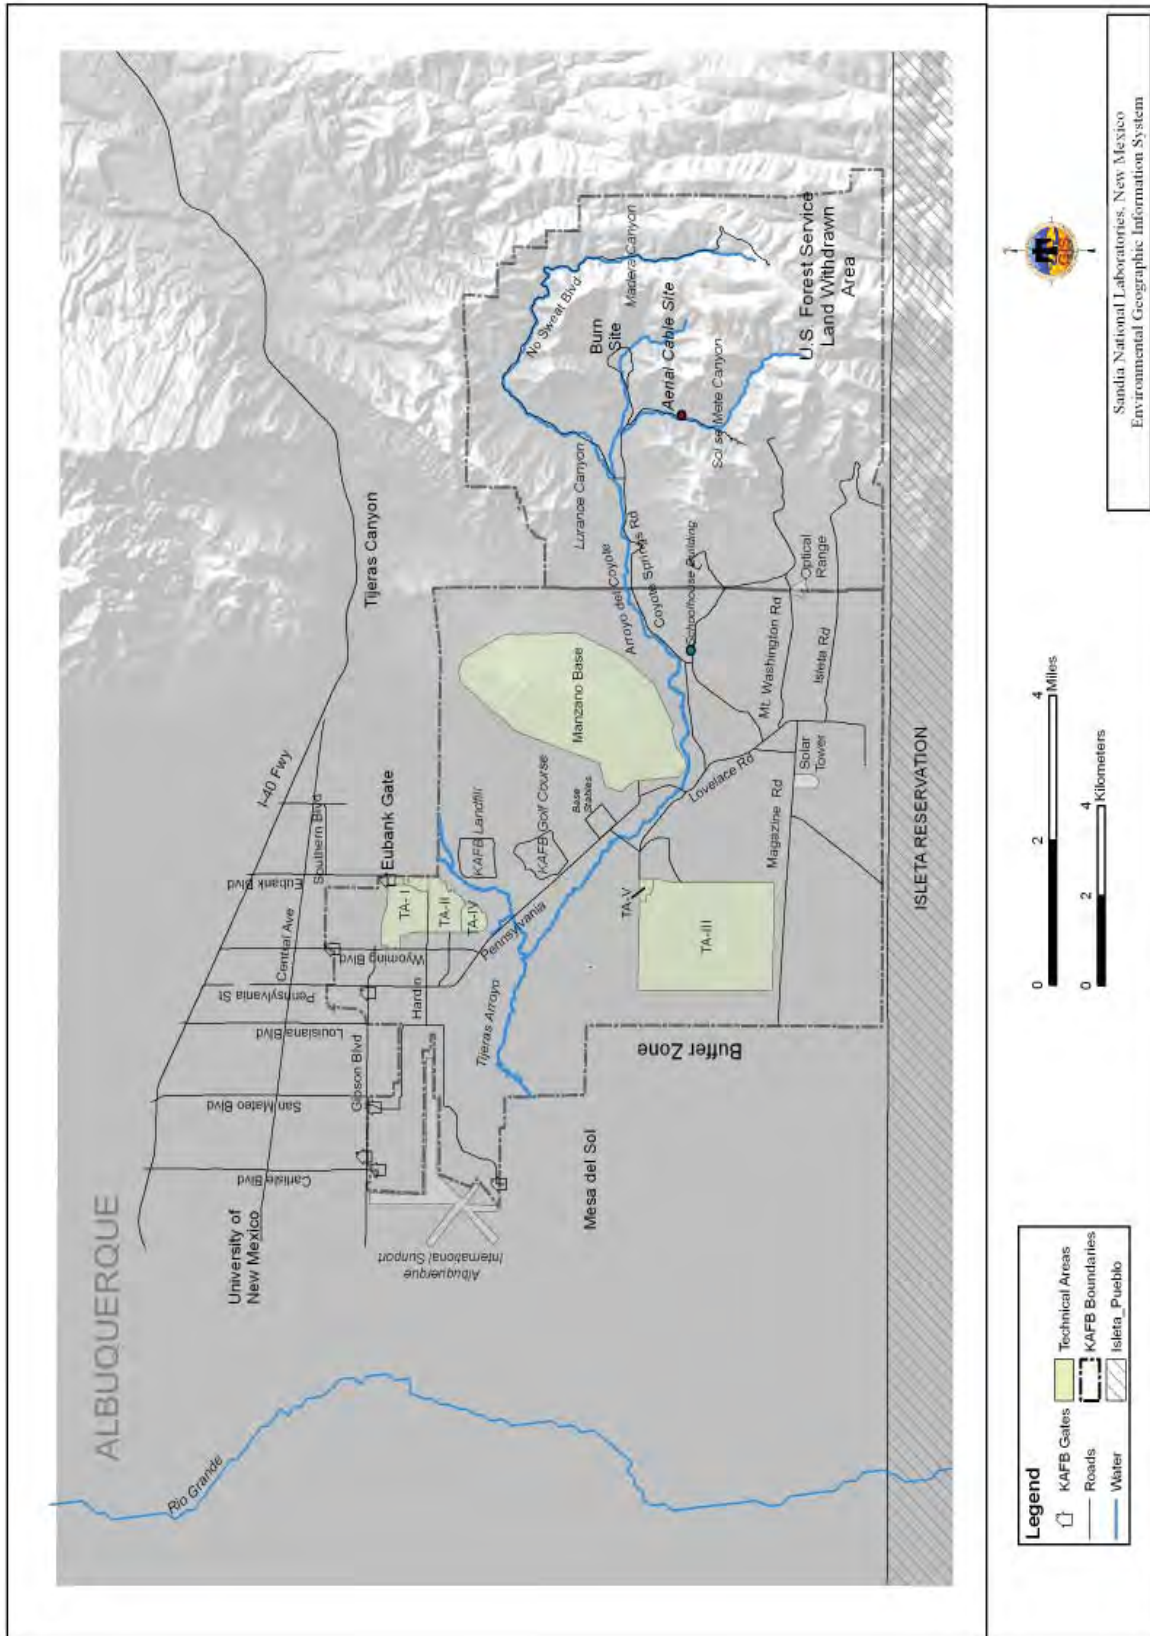 ALBUQUERQUE
Rio Grande
University of
New Mexico
Carlisle Blvd
San Mateo Blvd
Louisiana Blvd
Pennsylvania St
Wyoming Blvd
Eubank Blvd
Central Ave
Southern Blvd
I-40 Fwy
Gibson Blvd
Hardin
Eubank Gate
Tijeras Canyon
Albuquerque
International Sunport
TA- I
TA-II
TA-IV
KAFB Landfill
KAFB Golf Course
Base
Stables
Pennsylvania
Tijeras Arroyo
Mesa del Sol
Buffer Zone
TA-V
TA-III
Manzano Base
Lurance Canyon
No Sweat Blvd
Madera Canyon
Burn
Site
Aerial Cable Site
Sol se Mete Canyon
U.S. Forest Service
Land Withdrawn
Area
Arroyo del Coyote
Coyote Springs Rd
Schoolhouse Building
Lovelace Rd
Magazine Rd
Solar
Tower
Mt. Washington Rd
Isleta Rd
Optical
Range
ISLETA RESERVATION
Legend
KAFB Gates
Roads
Water
Technical Areas
KAFB Boundaries
Isleta_Pueblo
0 2 4
Miles
0 2 4
Kilometers
GIS
Sandia National Laboratories, New Mexico
Environmental Geographic Information System